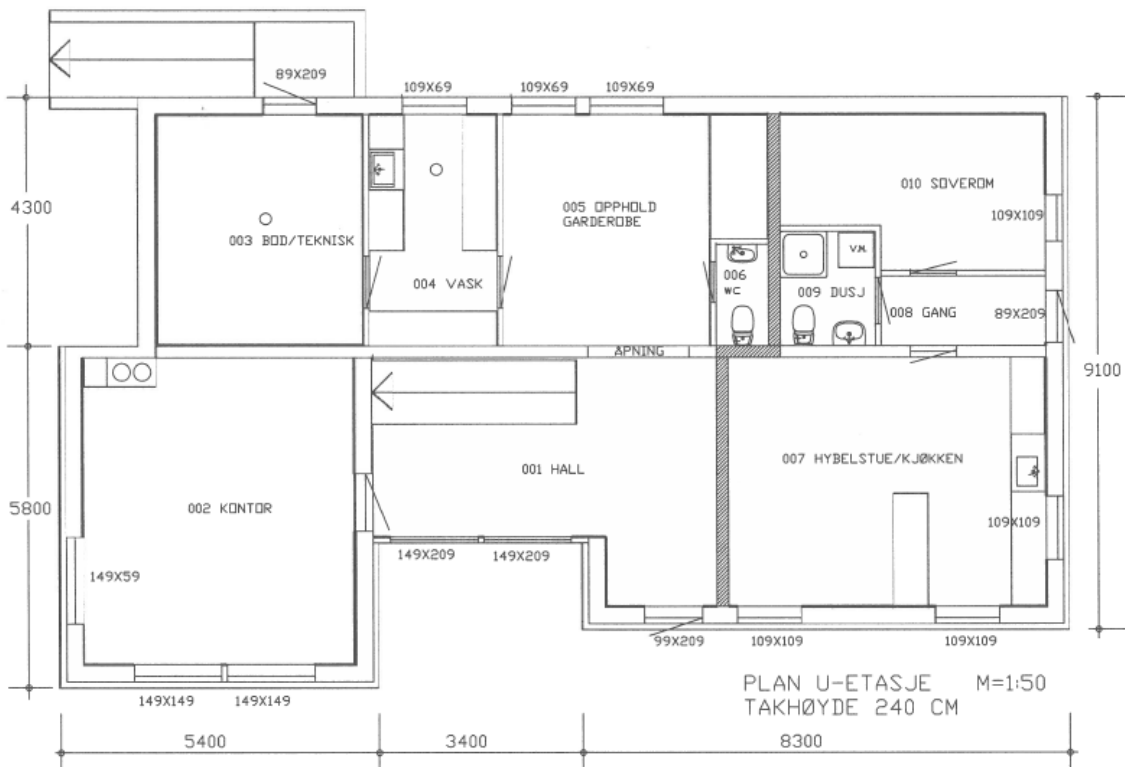 89X209
109X69
109X69
109X69
4300
003 BOD/TEKNISK
004 VASK
005 OPPHOLD
GARDEROBE
006
WC
009 DUSJ
V.M.
010 SOVEROM
109X109
008 GANG
89X209
APNING
9100
5800
002 KONTOR
001 HALL
007 HYBELSTUE/KJØKKEN
109X109
149X59
149X209
149X209
99X209
109X109
109X109
149X149
149X149
PLAN U-ETASJE M=1:50
TAKHØYDE 240 CM
5400
3400
8300